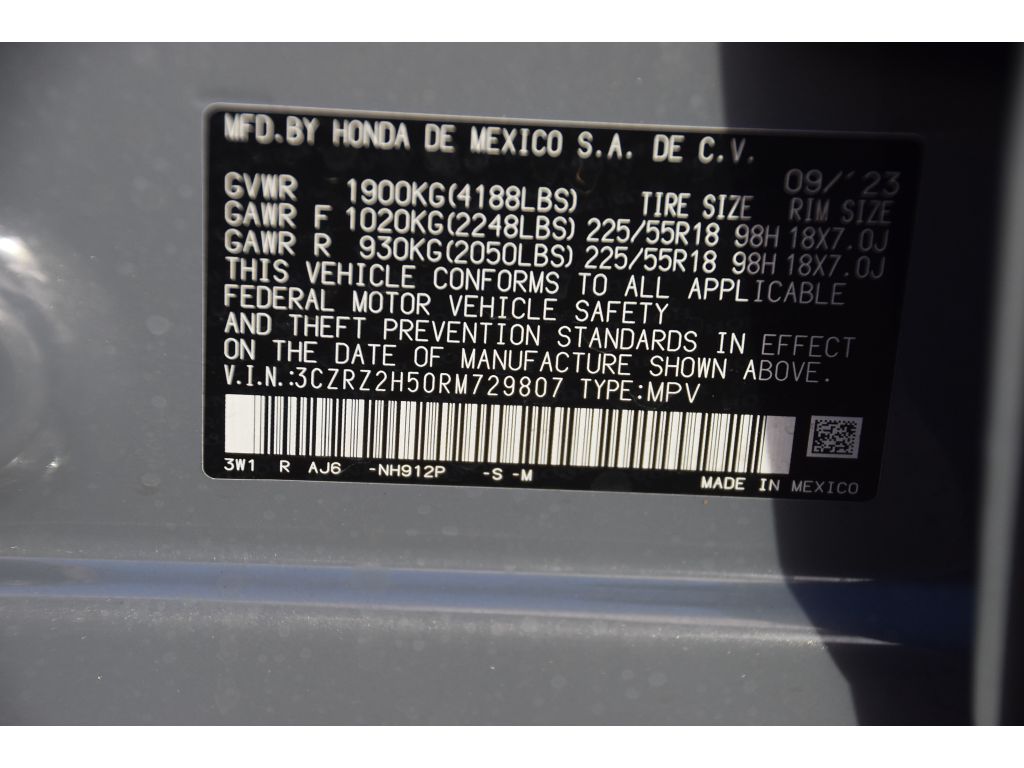 MFD.BY HONDA DE MEXICO S.A. DE C.V.
09/'23
GVWR 1900KG(4188LBS) TIRE SIZE RIM SIZE
GAWR F 1020KG(2248LBS) 225/55R18 98H 18X7.0J
GAWR R 930KG(2050LBS) 225/55R18 98H 18X7.0J
THIS VEHICLE CONFORMS TO ALL APPLICABLE
FEDERAL MOTOR VEHICLE SAFETY
AND THEFT PREVENTION STANDARDS IN EFFECT
ON THE DATE OF MANUFACTURE SHOWN ABOVE.
V.I.N.:3CZRZ2H50RM729807 TYPE:MPV
3W1 R AJ6 -NH912P -S -M
MADE IN MEXICO